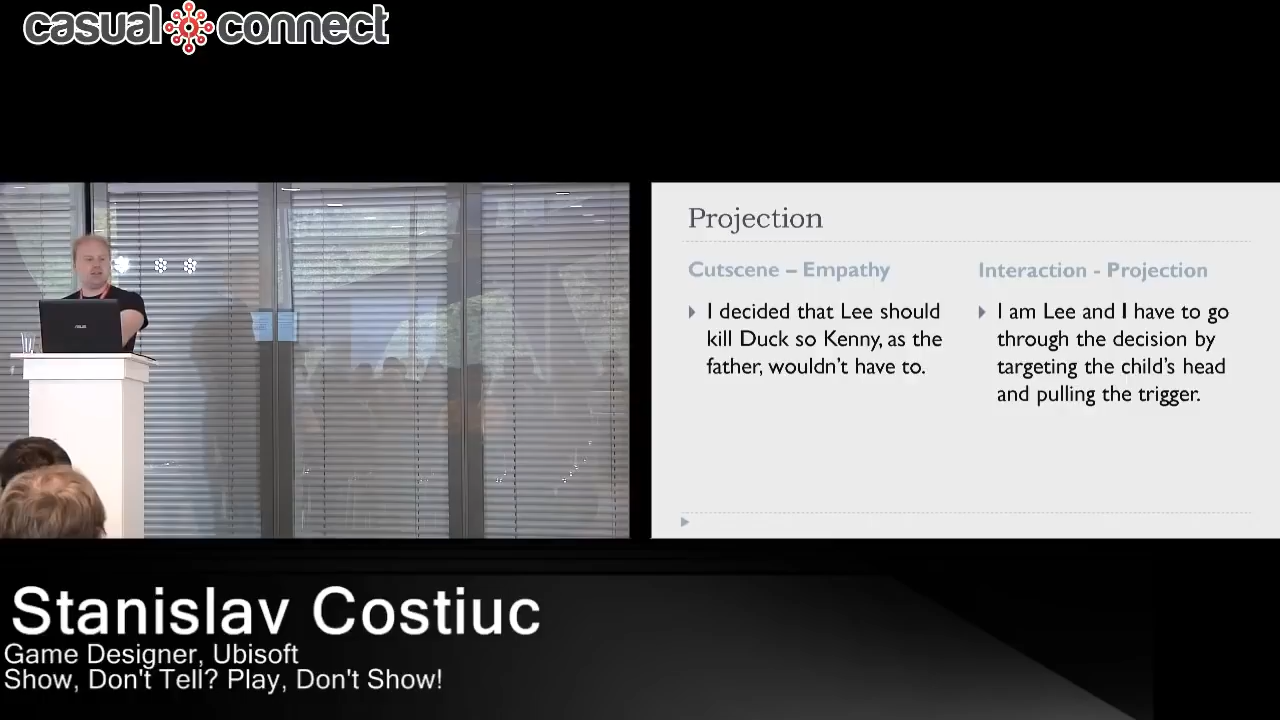 casual connect
Projection
Cutscene – Empathy
I decided that Lee should
kill Duck so Kenny, as the
father, wouldn't have to.
Interaction - Projection
I am Lee and I have to go
through the decision by
targeting the child's head
and pulling the trigger.
ASUS
Stanislav Costiuc
Game Designer, Ubisoft
Show, Don't Tell? Play, Don't Show!